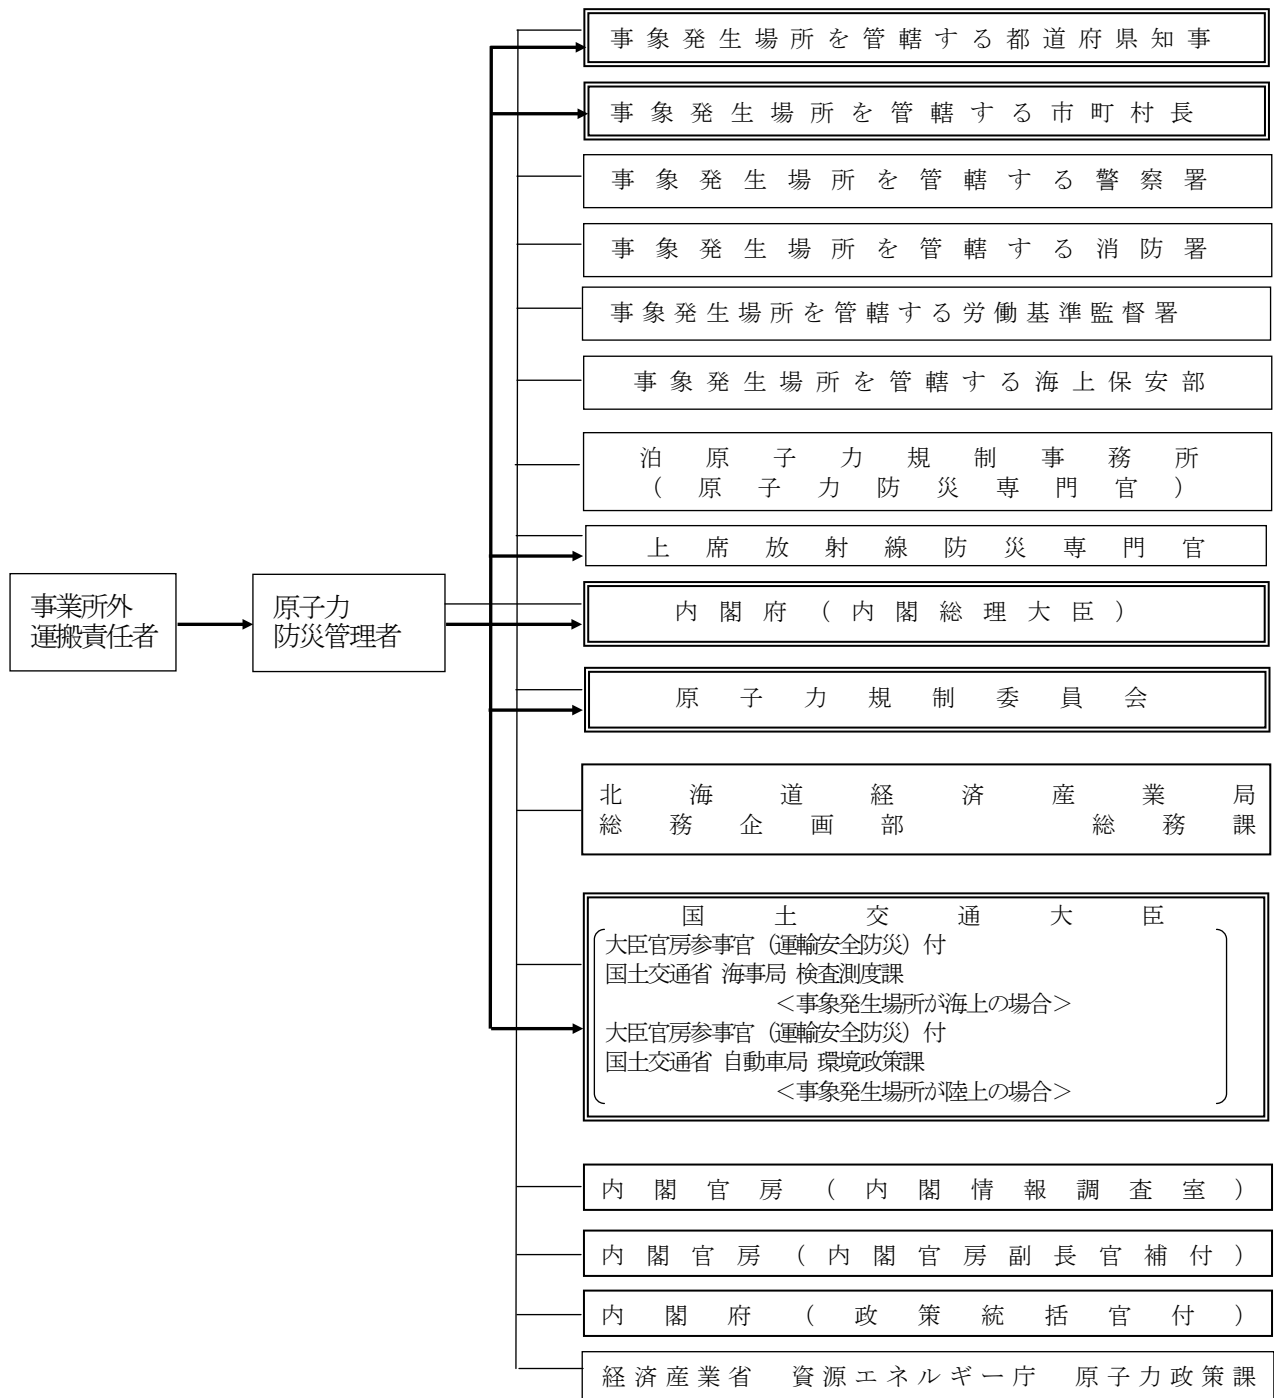 事象発生場所を管轄する都道府県知事
事象発生場所を管轄する市町村長
事象発生場所を管轄する警察署
事象発生場所を管轄する消防署
事象発生場所を管轄する労働基準監督署
事象発生場所を管轄する海上保安部
泊原子力規制事務所
(原子力防災専門官)
上席放射線防災専門官
事業所外
運搬責任者
原子力
防災管理者
内閣府(内閣総理大臣)
原子力規制委員会
北海道経済産業局
総務企画部 総務課
国土交通大臣
大臣官房参事官(運輸安全防災)付
国土交通省 海事局 検査測度課
<事象発生場所が海上の場合>
大臣官房参事官(運輸安全防災)付
国土交通省 自動車局 環境政策課
<事象発生場所が陸上の場合>
内閣官房(内閣情報調査室)
内閣官房(内閣官房副長官補付)
内閣府(政策統括官付)
経済産業省 資源エネルギー庁 原子力政策課